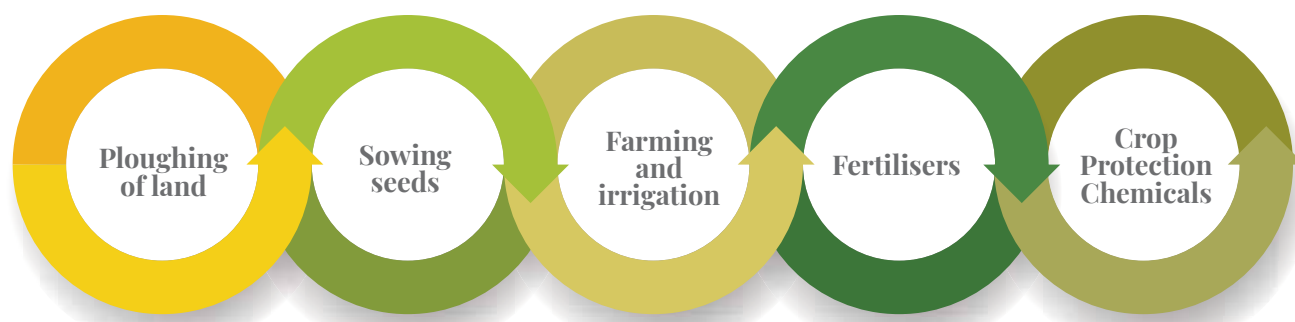 Ploughing
of land
Sowing
seeds
Farming
and
irrigation
Fertilisers
Crop
Protection
Chemicals